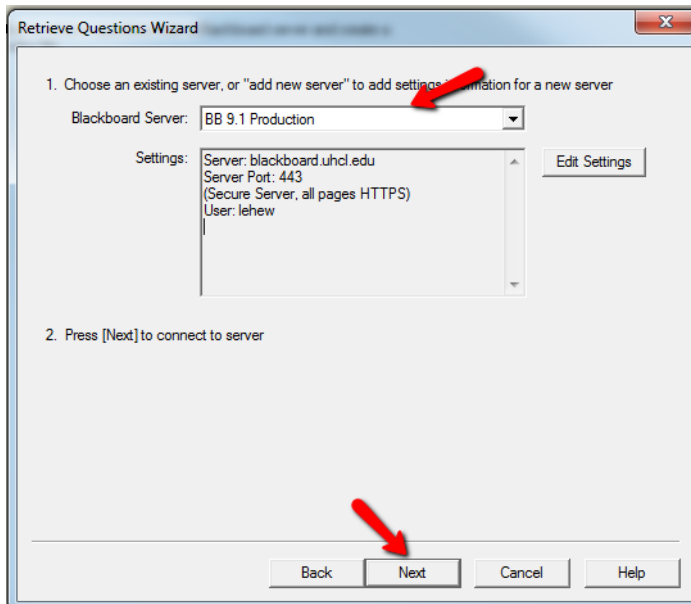 Retrieve Questions Wizard
1. Choose an existing server, or "add new server" to add settings information for a new server
Blackboard Server: BB 9.1 Production
Settings: Server: blackboard.uhcl.edu
Server Port: 443
(Secure Server, all pages HTTPS)
User: lehew
Edit Settings
2. Press [Next] to connect to server
Back Next Cancel Help